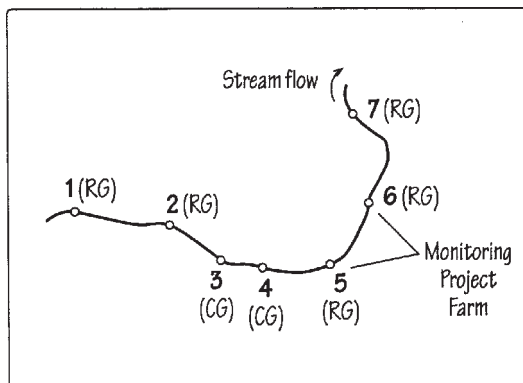 Stream flow
7 (RG)
1 (RG)
2 (RG)
6 (RG)
3
(CG)
4
(CG)
5
(RG)
Monitoring
Project
Farm